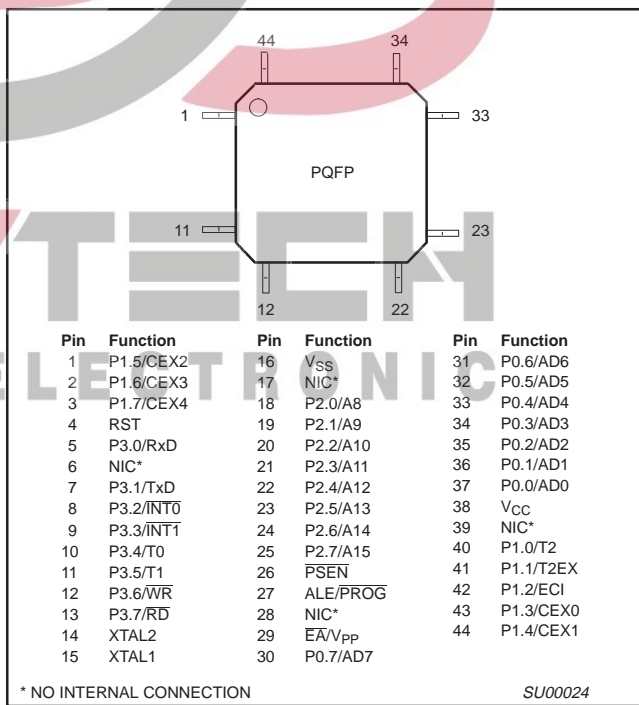 44 34
1 33
PQFP
11 23
12 22
Pin Function Pin Function Pin Function
1 P1.5/CEX2 16 VSS 31 P0.6/AD6
2 P1.6/CEX3 17 NIC* 32 P0.5/AD5
3 P1.7/CEX4 18 P2.0/A8 33 P0.4/AD4
4 RST 19 P2.1/A9 34 P0.3/AD3
5 P3.0/RxD 20 P2.2/A10 35 P0.2/AD2
6 NIC* 21 P2.3/A11 36 P0.1/AD1
7 P3.1/TxD 22 P2.4/A12 37 P0.0/AD0
8 P3.2/INT0 23 P2.5/A13 38 VCC
9 P3.3/INT1 24 P2.6/A14 39 NIC*
10 P3.4/T0 25 P2.7/A15 40 P1.0/T2
11 P3.5/T1 26 PSEN 41 P1.1/T2EX
12 P3.6/WR 27 ALE/PROG 42 P1.2/ECI
13 P3.7/RD 28 NIC* 43 P1.3/CEX0
14 XTAL2 29 EA/VPP 44 P1.4/CEX1
15 XTAL1 30 P0.7/AD7
* NO INTERNAL CONNECTION SU00024
TECH
ELECTRONIC